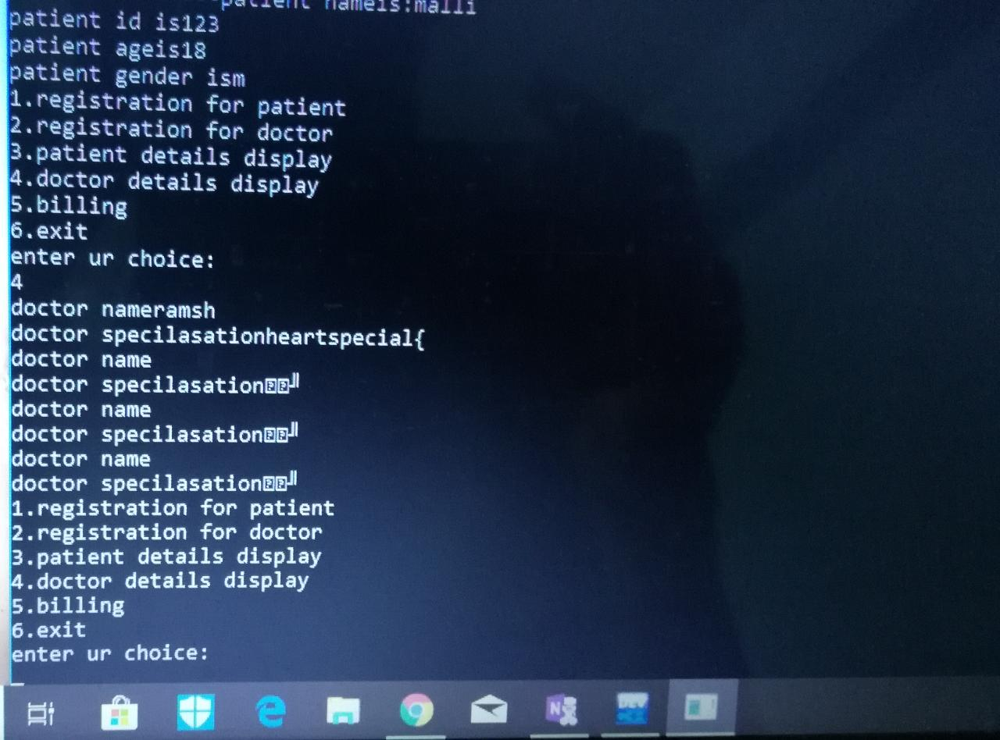 patient nameis:malli
patient id is123
patient ageis18
patient gender ism
1.registration for patient
2.registration for doctor
3.patient details display
4.doctor details display
5.billing
6.exit
enter ur choice:
4
doctor nameramsh
doctor specilasationheartspecial{
doctor name
doctor specilasation⍰⍰╝
doctor name
doctor specilasation⍰⍰╝
doctor name
doctor specilasation⍰⍰╝
1.registration for patient
2.registration for doctor
3.patient details display
4.doctor details display
5.billing
6.exit
enter ur choice:
N
DEV